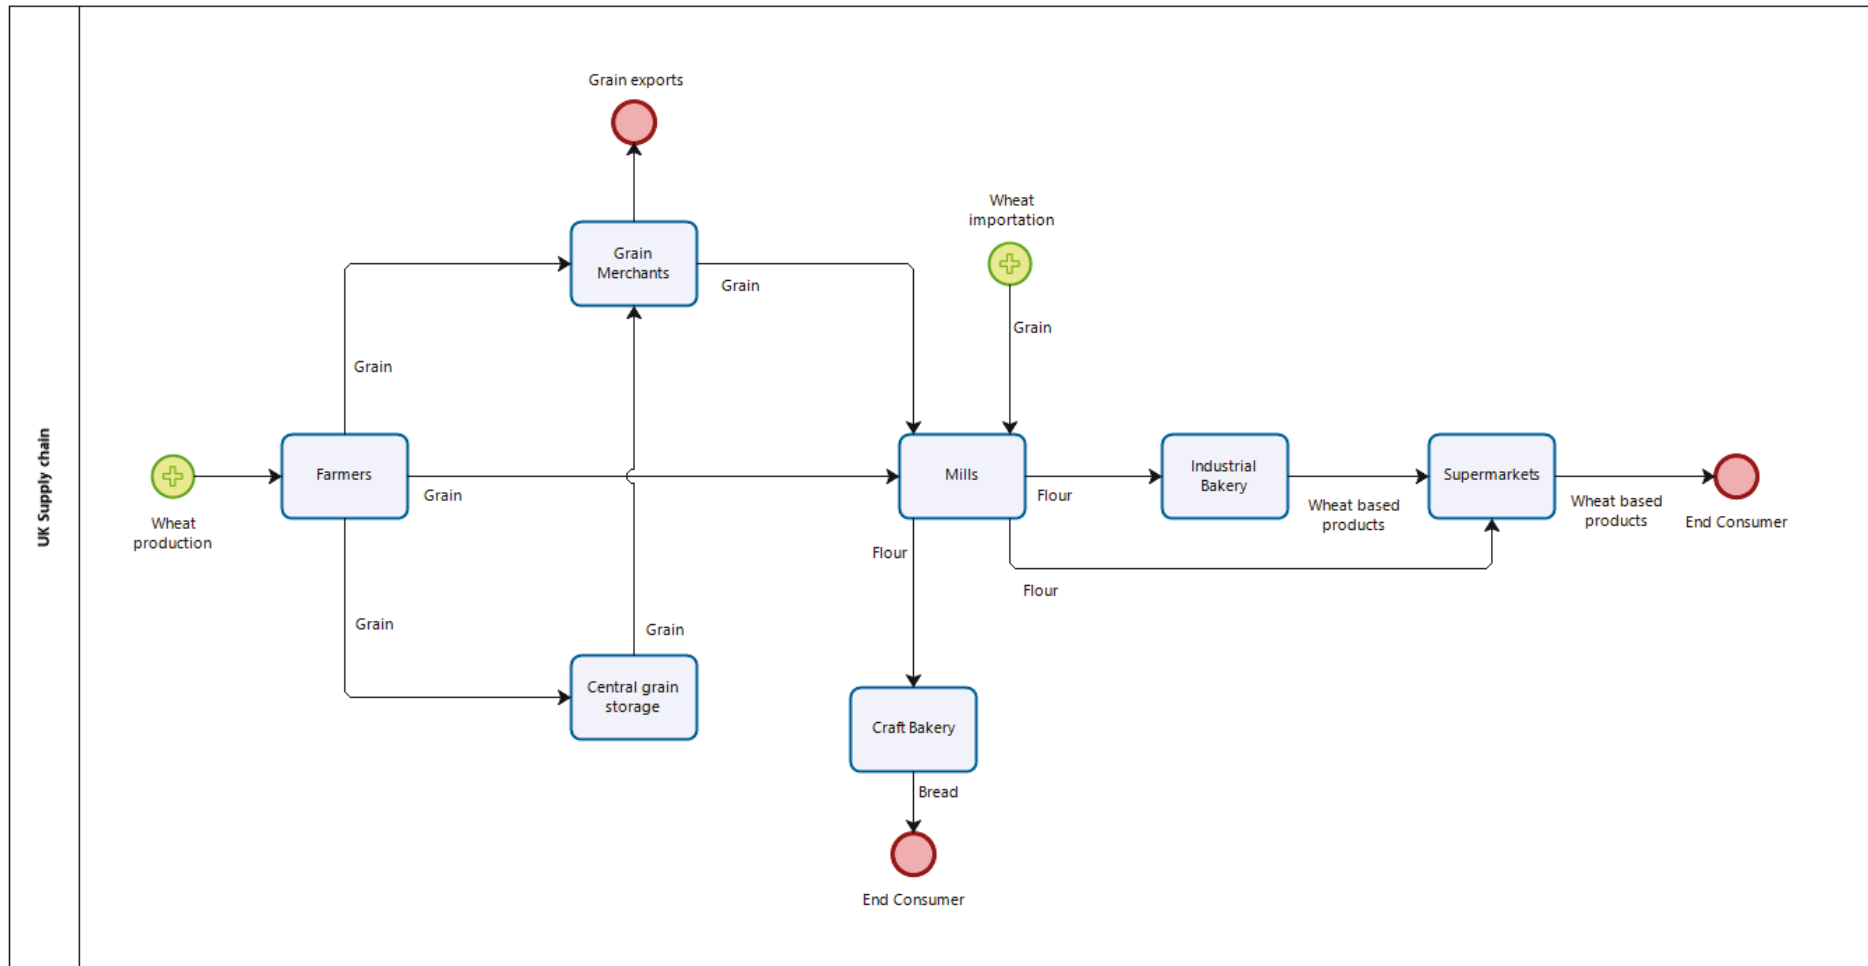 UK Supply chain
Grain exports
Wheat
importation
Grain
Merchants
Grain
Grain
Grain
Farmers
Grain
Mills
Flour
Industrial
Bakery
Wheat based
products
Supermarkets
Wheat based
products
End Consumer
Wheat
production
Flour
Flour
Grain
Grain
Central grain
storage
Craft Bakery
Bread
End Consumer